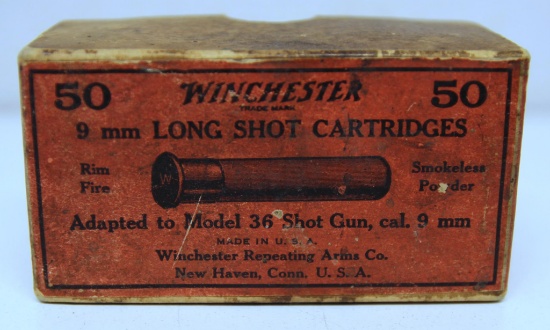 50 WINCHESTER 50
TRADE MARK
9 mm LONG SHOT CARTRIDGES
Rim Fire
Smokeless Powder
W
Adapted to Model 36 Shot Gun, cal. 9 mm
MADE IN U. S. A.
Winchester Repeating Arms Co.
New Haven, Conn. U. S. A.